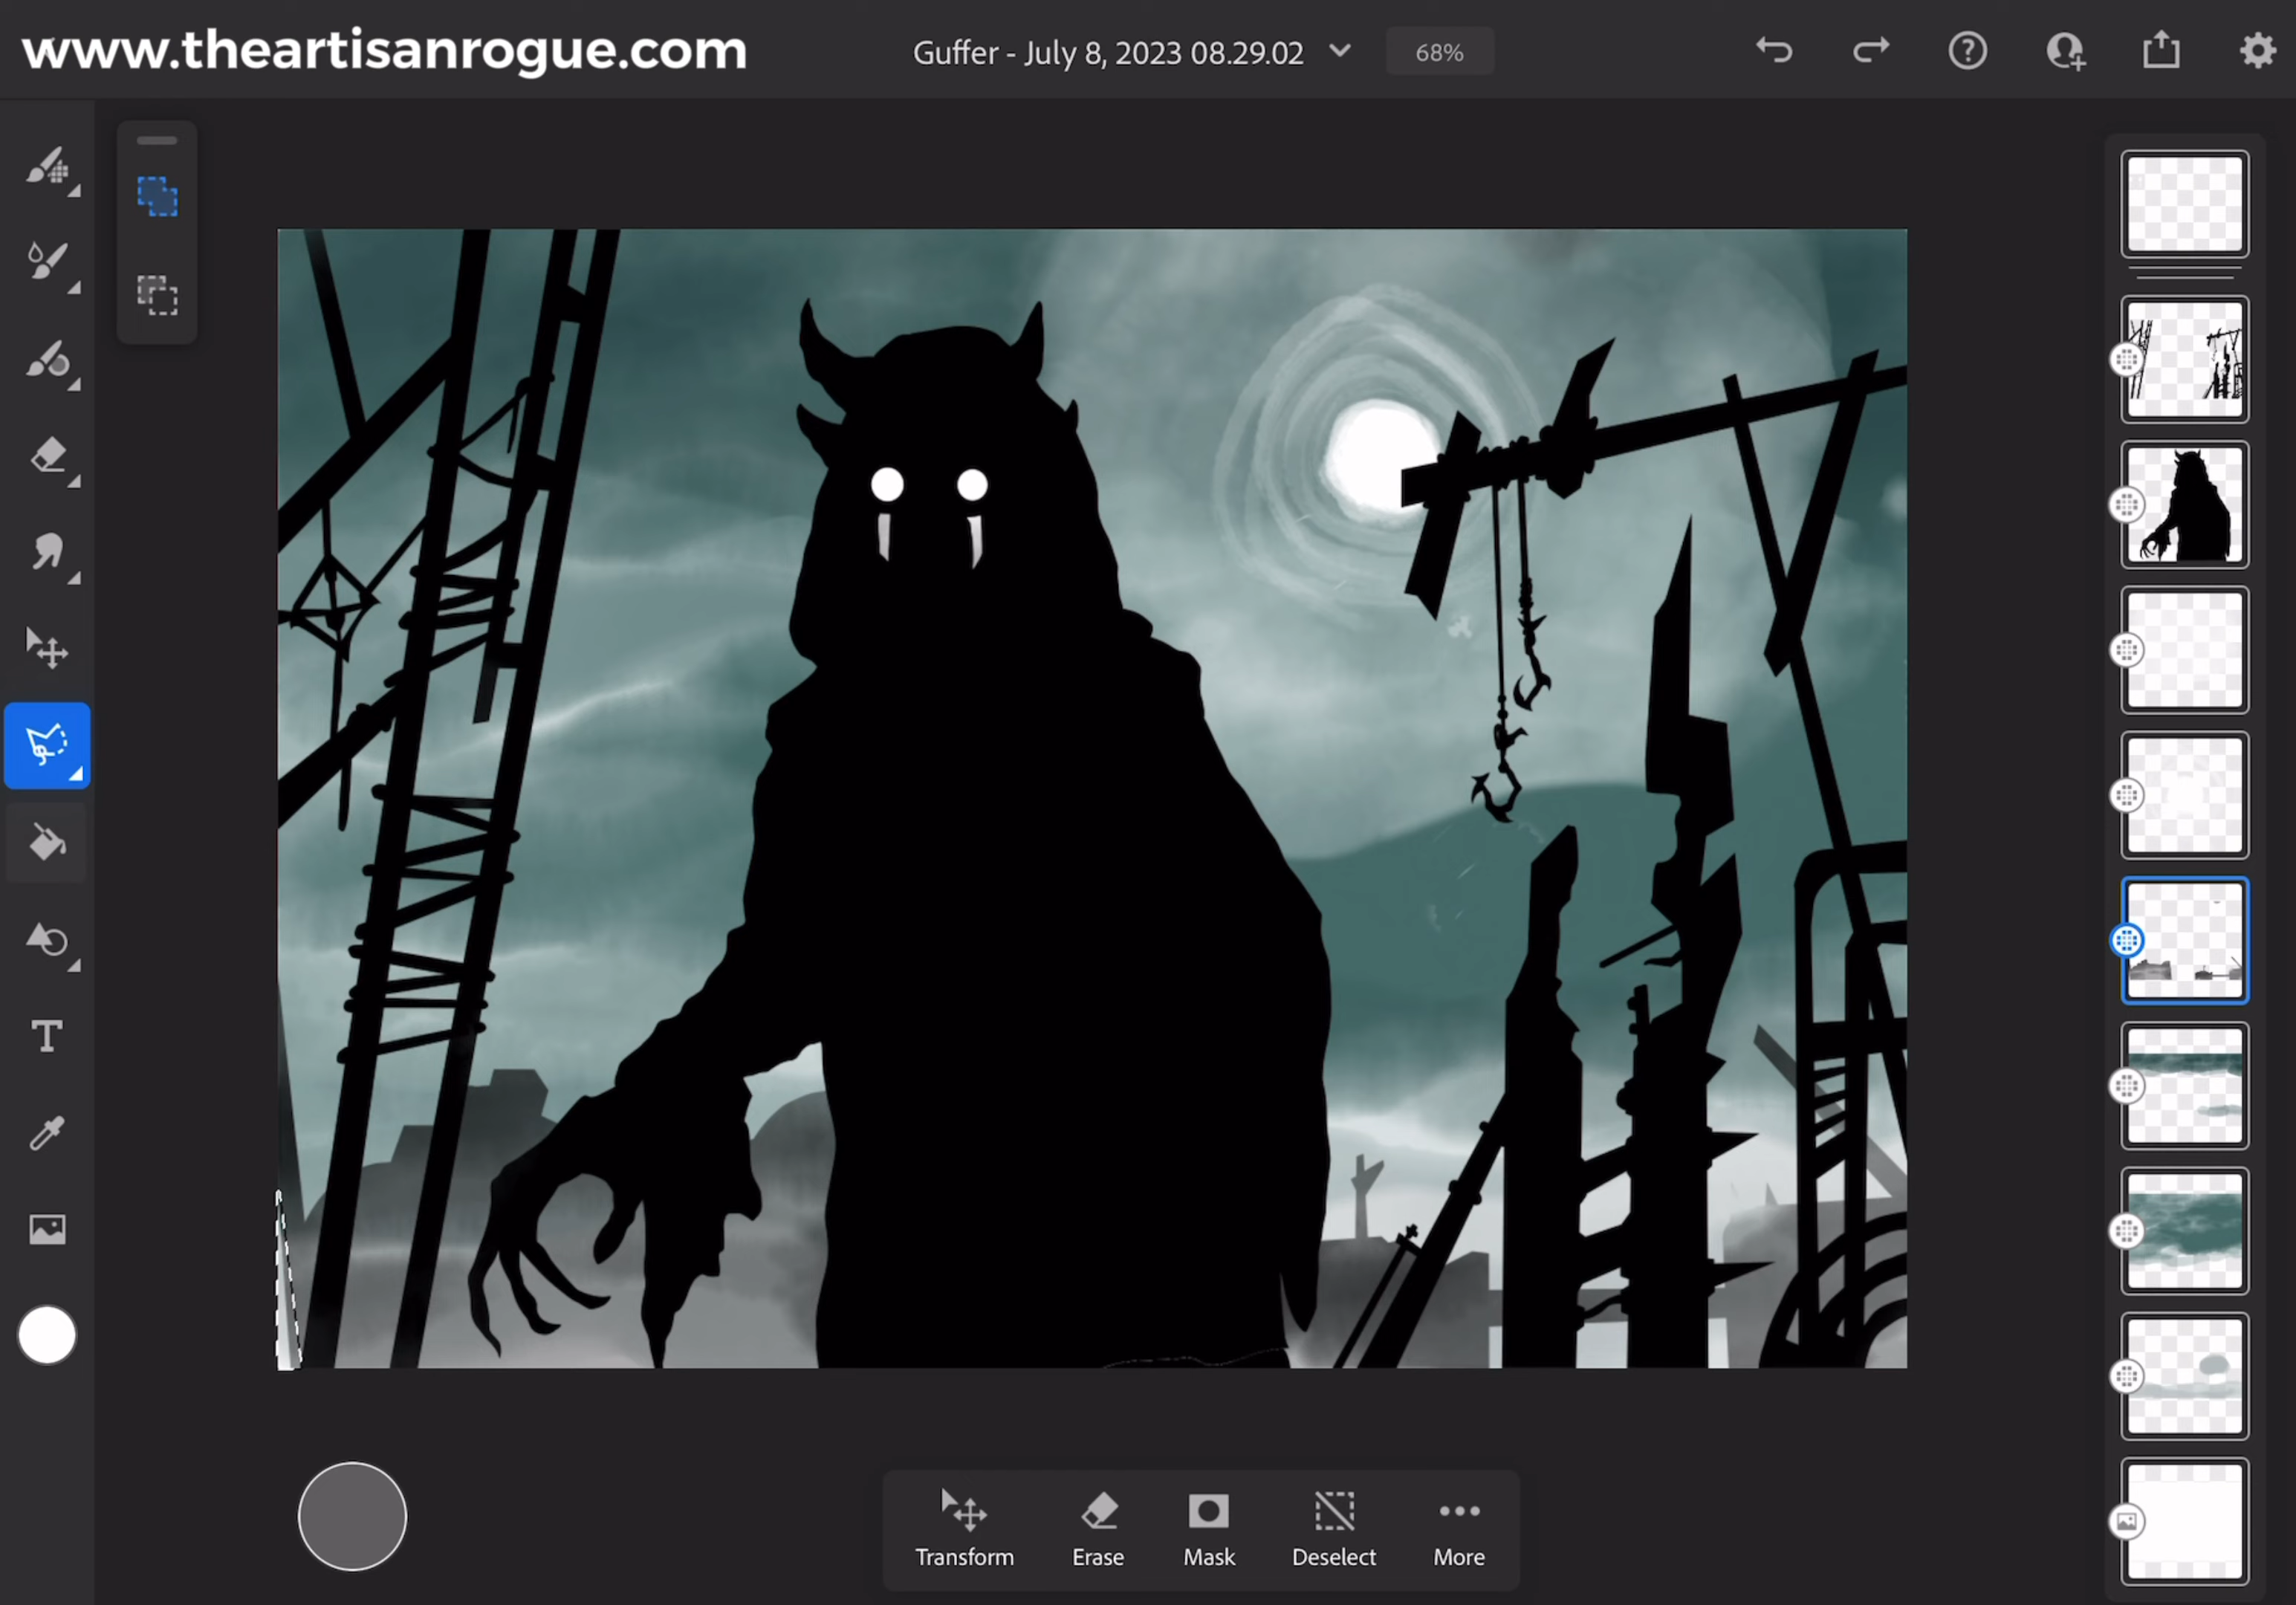 www.theartisanrogue.com
Guffer - July 8, 2023 08.29.02
68%
T
Transform
Erase
Mask
Deselect
More